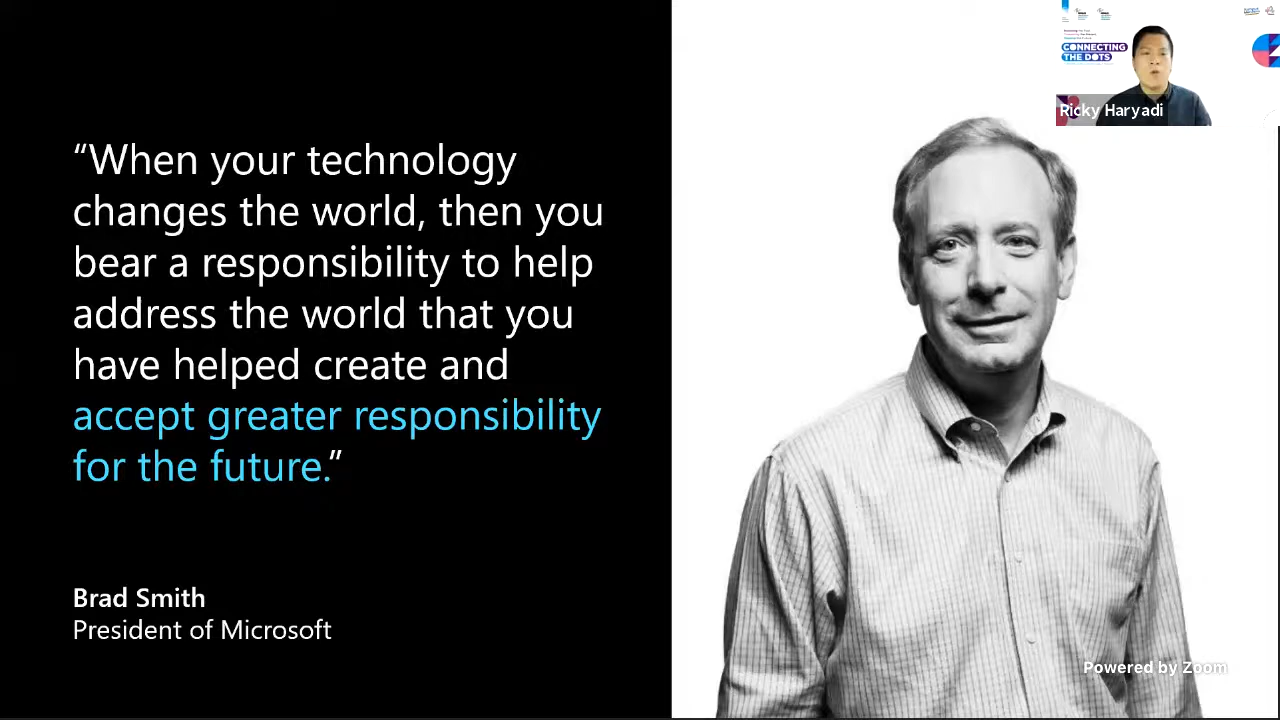 “When your technology
changes the world, then you
bear a responsibility to help
address the world that you
have helped create and
accept greater responsibility
for the future.”
Brad Smith
President of Microsoft
CONNECTING
THE DOTS
Ricky Haryadi
Powered by Zoom